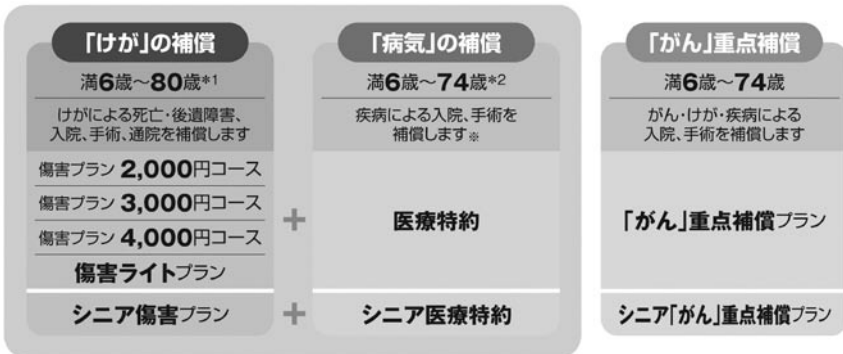 「けが」の補償
満6歳～80歳*1
けがによる死亡・後遺障害、
入院、手術、通院を補償します
傷害プラン 2,000円コース
傷害プラン 3,000円コース
傷害プラン 4,000円コース
傷害ライトプラン
シニア傷害プラン
+
+
「病気」の補償
満6歳～74歳*2
疾病による入院、手術を
補償します※
医療特約
シニア医療特約
「がん」重点補償
満6歳～74歳
がん・けが・疾病による
入院、手術を補償します
「がん」重点補償プラン
シニア「がん」重点補償プラン